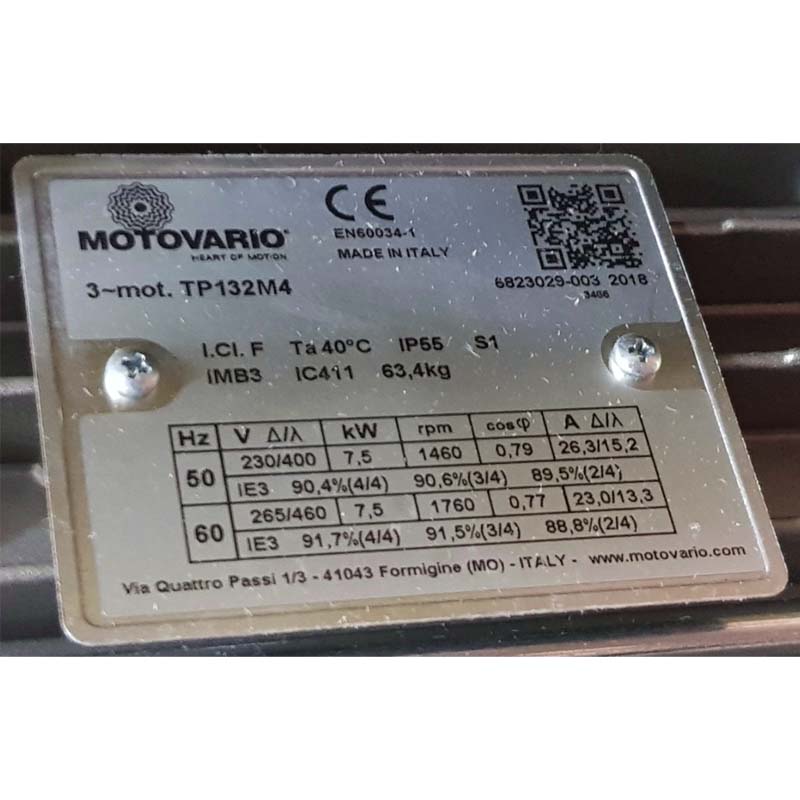 MOTOVARIO®
HEART OF MOTION
CE
EN60034-1
MADE IN ITALY
3~mot. TP132M4
6823029-003 2018
3466
I.Cl. F Ta 40°C IP55 S1
IMB3 IC411 63,4kg
Hz V Δ/λ kW rpm cosφ A Δ/λ
50 230/400 7,5 1460 0,79 26,3/15,2
IE3 90,4%(4/4) 90,6%(3/4) 89,5%(2/4)
60 265/460 7,5 1760 0,77 23,0/13,3
IE3 91,7%(4/4) 91,5%(3/4) 88,8%(2/4)
Via Quattro Passi 1/3 - 41043 Formigine (MO) - ITALY - www.motovario.com